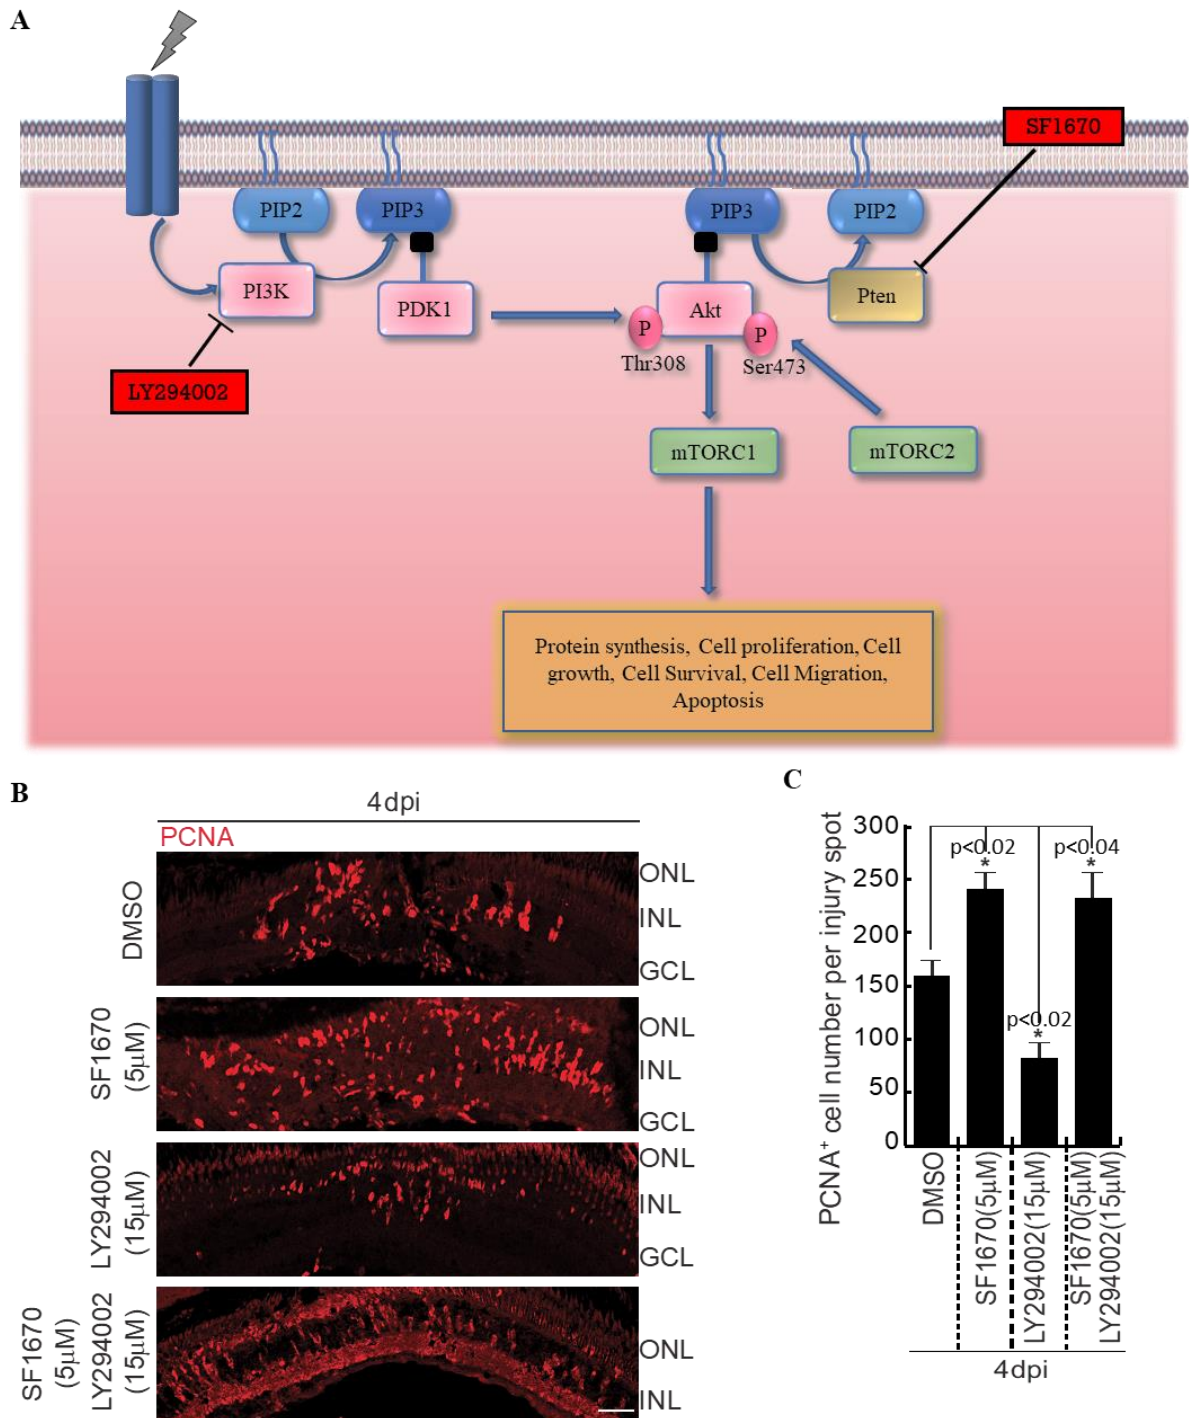 A
SF1670
PIP2
PIP3
PIP3
PIP2
PI3K
PDK1
Akt
Pten
P
P
Thr308
Ser473
LY294002
mTORC1
mTORC2
Protein synthesis, Cell proliferation, Cell
growth, Cell Survival, Cell Migration,
Apoptosis
B
4dpi
PCNA
DMSO
ONL
INL
GCL
SF1670
(5µM)
ONL
INL
GCL
LY294002
(15µM)
ONL
INL
GCL
SF1670
(5µM)
LY294002
(15µM)
ONL
INL
C
PCNA⁺ cell number per injury spot
300
250
200
150
100
50
0
p<0.02
*
p<0.02
*
p<0.04
*
DMSO
SF1670(5µM)
LY294002(15µM)
SF1670(5µM)
LY294002(15µM)
4dpi